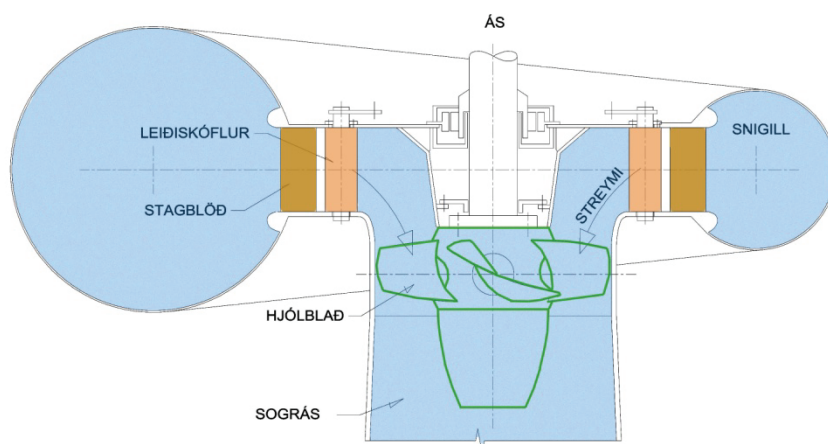 ÁS
LEIÐISKÓFLUR
SNIGILL
STAGBLÖÐ
STREYMI
HJÓLBLAÐ
SOGRÁS